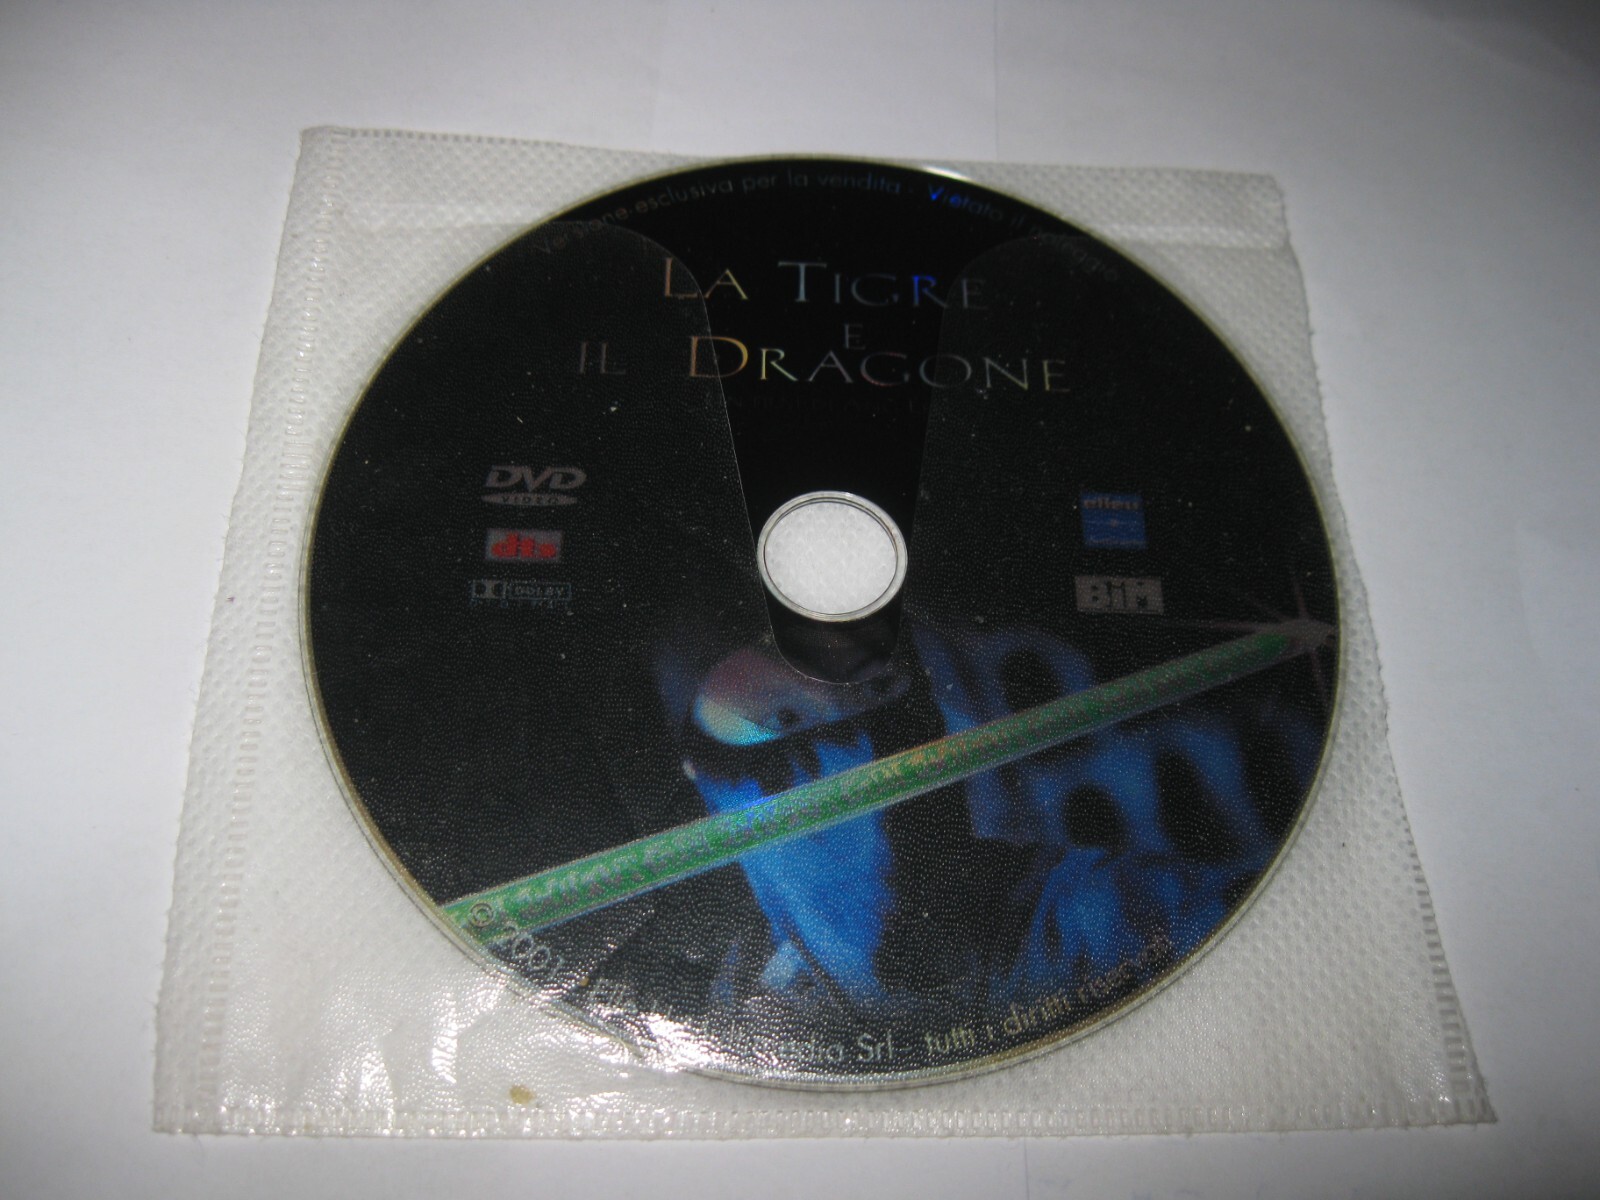 Versione esclusiva per la vendita - Vietato il noleggio
LA TIGRE
E
IL DRAGONE
DVD
VIDEO
dts
DOLBY
DIGITAL
elleu
BiM
© 2001 Srl - tutti i diritti riservati